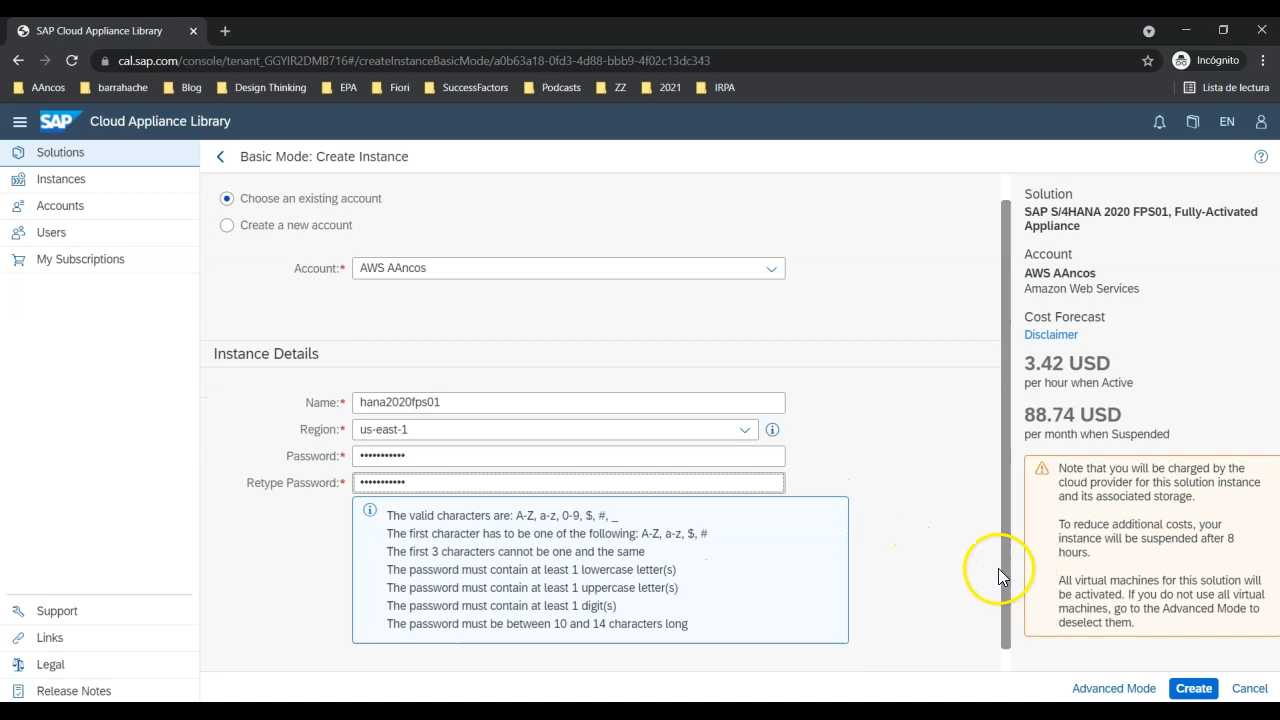 SAP Cloud Appliance Library
cal.sap.com/console/tenant_GGYIR2DMB716#/createInstanceBasicMode/a0b63a18-0fd3-4d88-bbb9-4f02c13dc343
Incógnito
AAncos barrahache Blog Design Thinking EPA Fiori SuccessFactors Podcasts ZZ 2021 IRPA Lista de lectura
SAP Cloud Appliance Library EN
Solutions
Instances
Accounts
Users
My Subscriptions
Support
Links
Legal
Release Notes
Basic Mode: Create Instance
Choose an existing account
Create a new account
Account:* AWS AAncos
Instance Details
Name:* hana2020fps01
Region:* us-east-1
Password:* •••••••••••
Retype Password:* •••••••••••
The valid characters are: A-Z, a-z, 0-9, $, #, _
The first character has to be one of the following: A-Z, a-z, $, #
The first 3 characters cannot be one and the same
The password must contain at least 1 lowercase letter(s)
The password must contain at least 1 uppercase letter(s)
The password must contain at least 1 digit(s)
The password must be between 10 and 14 characters long
Solution
SAP S/4HANA 2020 FPS01, Fully-Activated
Appliance
Account
AWS AAncos
Amazon Web Services
Cost Forecast
Disclaimer
3.42 USD
per hour when Active
88.74 USD
per month when Suspended
Note that you will be charged by the
cloud provider for this solution instance
and its associated storage.
To reduce additional costs, your
instance will be suspended after 8
hours.
All virtual machines for this solution will
be activated. If you do not use all virtual
machines, go to the Advanced Mode to
deselect them.
Advanced Mode Create Cancel